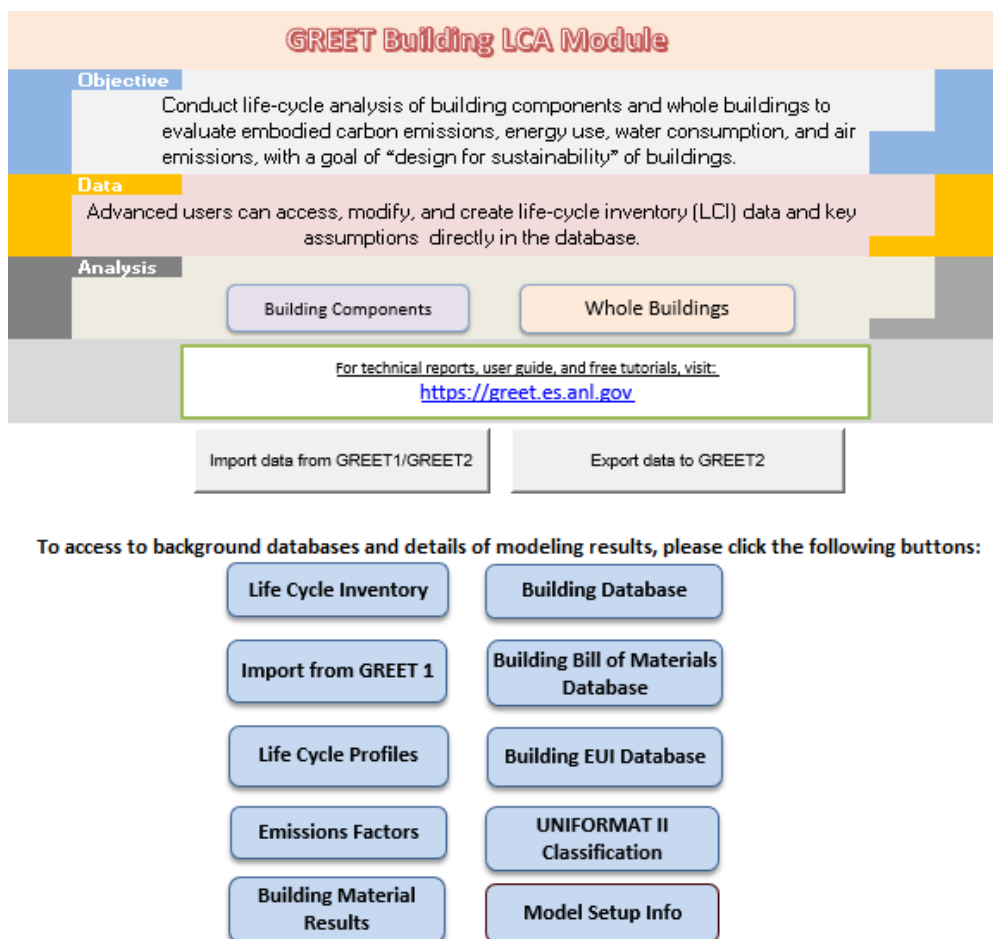 GREET Building LCA Module
Objective
Conduct life-cycle analysis of building components and whole buildings to
evaluate embodied carbon emissions, energy use, water consumption, and air
emissions, with a goal of "design for sustainability" of buildings.
Data
Advanced users can access, modify, and create life-cycle inventory (LCI) data and key
assumptions directly in the database.
Analysis
Building Components
Whole Buildings
For technical reports, user guide, and free tutorials, visit:
https://greet.es.anl.gov
Import data from GREET1/GREET2
Export data to GREET2
To access to background databases and details of modeling results, please click the following buttons:
Life Cycle Inventory
Building Database
Import from GREET 1
Building Bill of Materials
Database
Life Cycle Profiles
Building EUI Database
Emissions Factors
UNIFORMAT II
Classification
Building Material
Results
Model Setup Info